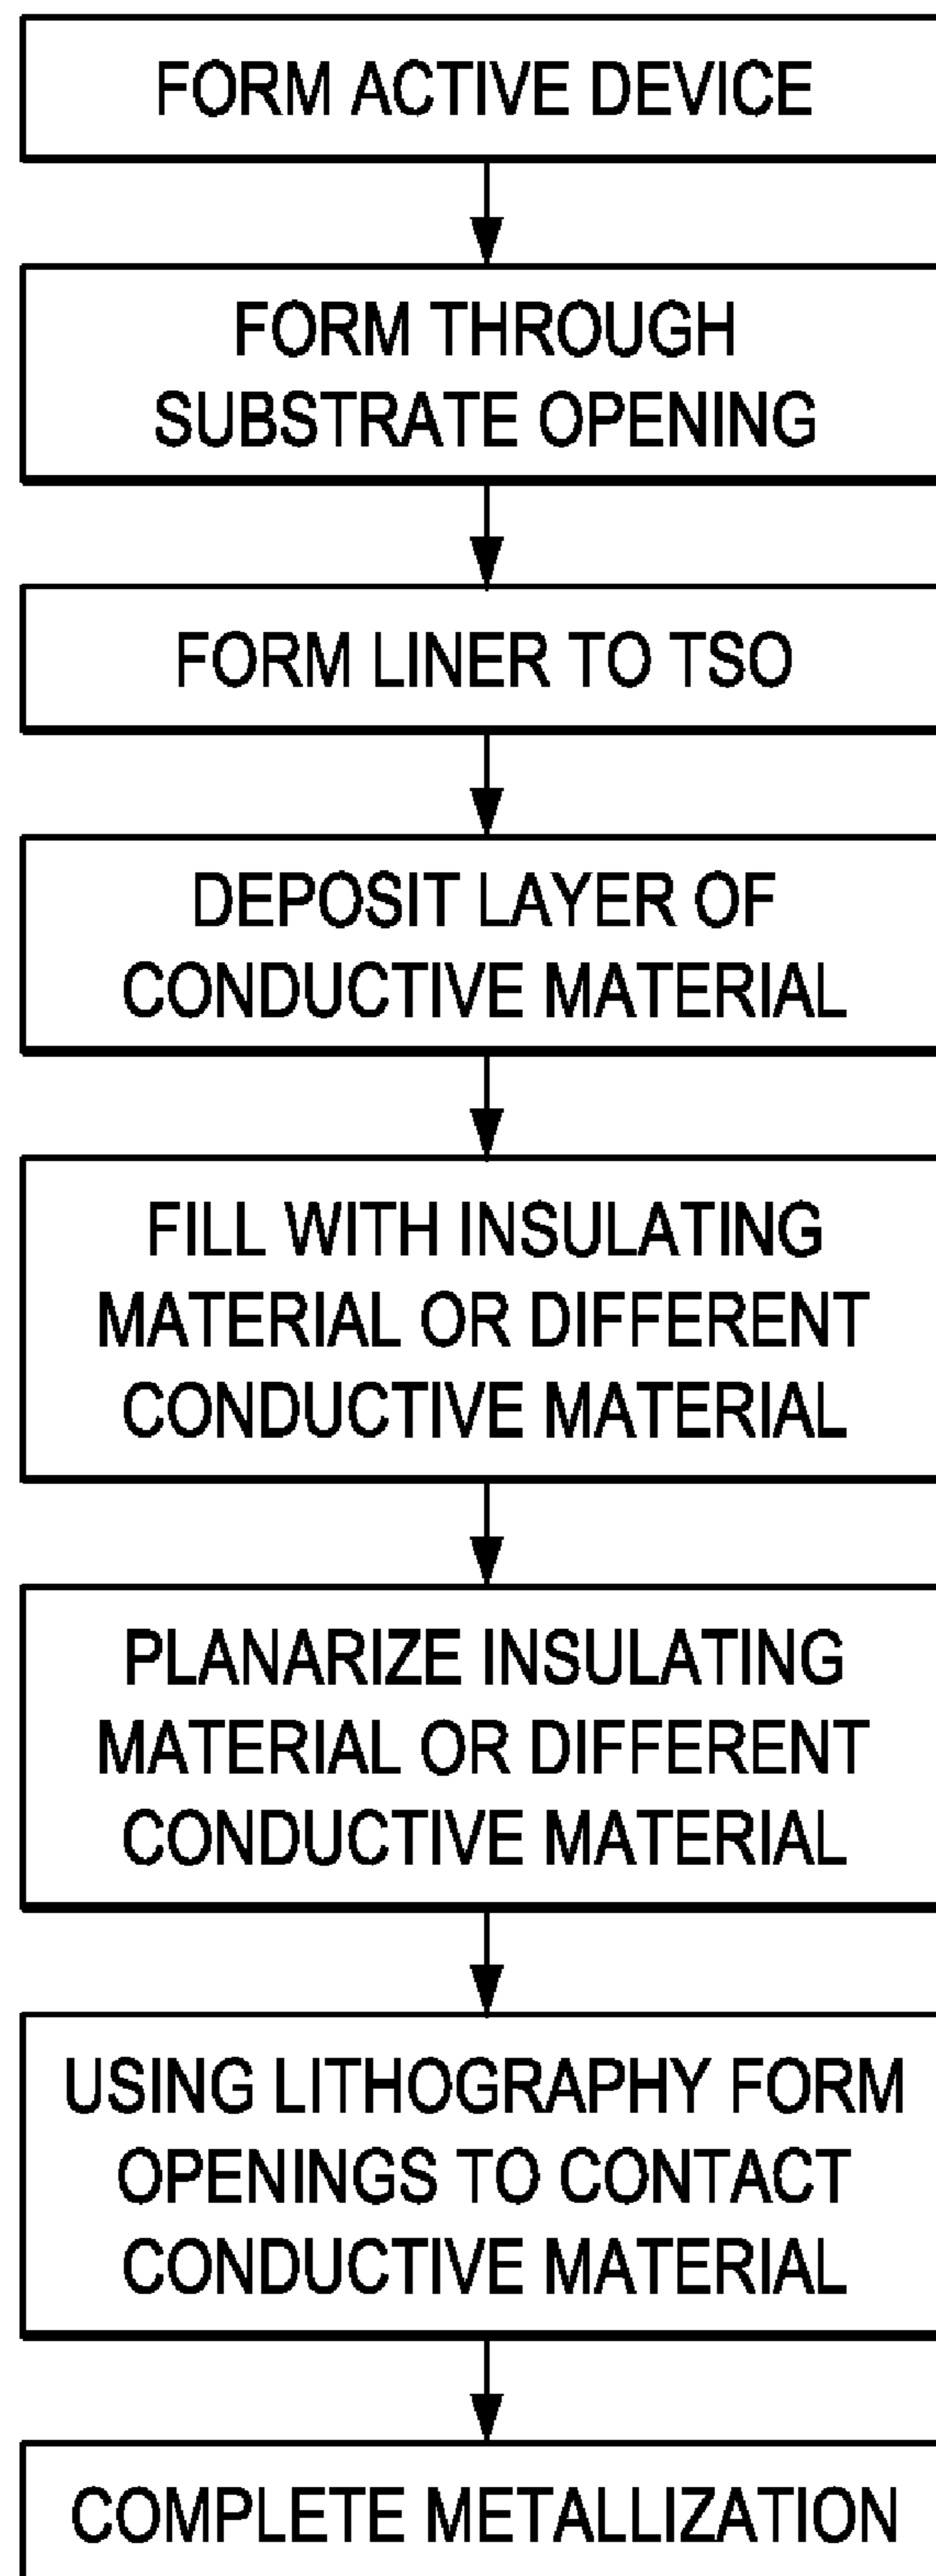 FORM ACTIVE DEVICE
FORM THROUGH
SUBSTRATE OPENING
FORM LINER TO TSO
DEPOSIT LAYER OF
CONDUCTIVE MATERIAL
FILL WITH INSULATING
MATERIAL OR DIFFERENT
CONDUCTIVE MATERIAL
PLANARIZE INSULATING
MATERIAL OR DIFFERENT
CONDUCTIVE MATERIAL
USING LITHOGRAPHY FORM
OPENINGS TO CONTACT
CONDUCTIVE MATERIAL
COMPLETE METALLIZATION